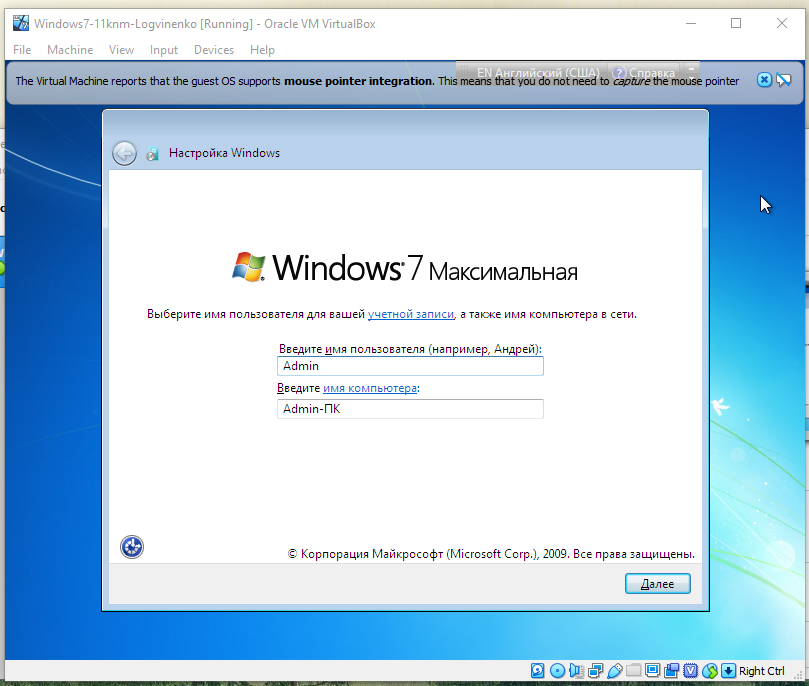 Windows7-11knm-Logvinenko [Running] - Oracle VM VirtualBox
File Machine View Input Devices Help
EN Английский (США) ? Справка
The Virtual Machine reports that the guest OS supports mouse pointer integration. This means that you do not need to capture the mouse pointer
Настройка Windows
Windows 7 Максимальная
Выберите имя пользователя для вашей учетной записи, а также имя компьютера в сети.
Введите имя пользователя (например, Андрей):
Admin
Введите имя компьютера:
Admin-ПК
© Корпорация Майкрософт (Microsoft Corp.), 2009. Все права защищены.
Далее
Right Ctrl